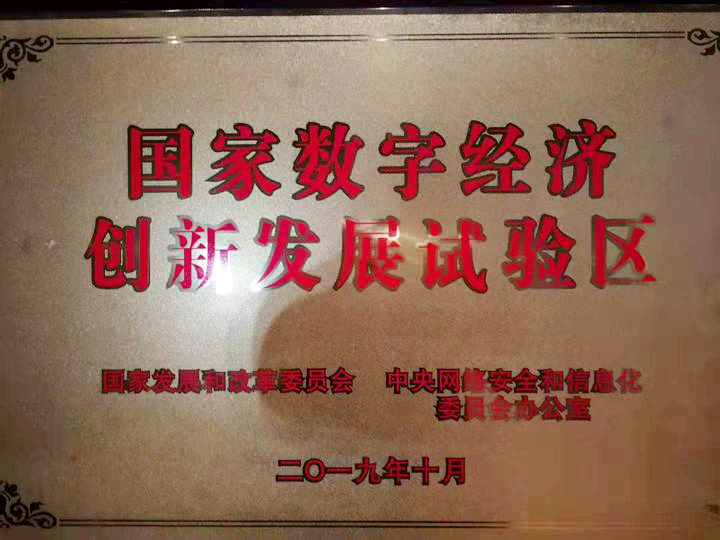 国家数字经济
创新发展试验区
国家发展和改革委员会 中央网络安全和信息化
委员会办公室
二〇一九年十月